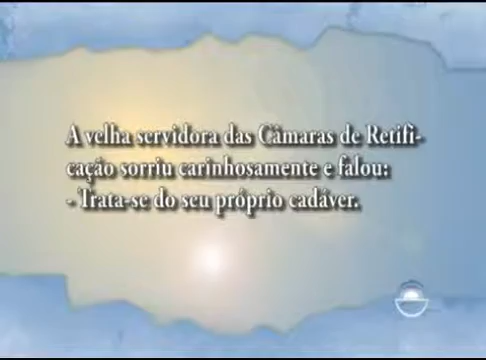 A velha servidora das Câmaras de Retifi-
cação sorriu carinhosamente e falou:
- Trata-se do seu próprio cadáver.